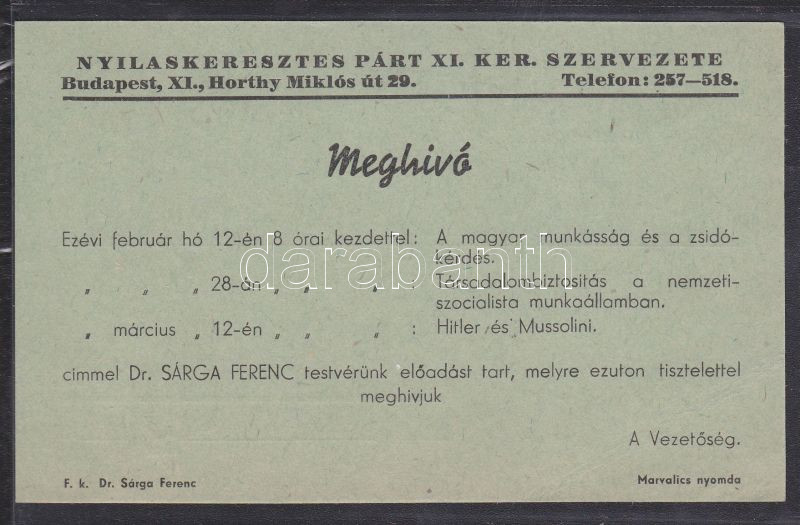 NYILASKERESZTES PÁRT XI. KER. SZERVEZETE
Budapest, XI., Horthy Miklós út 29. Telefon: 257—518.
Meghivó
Ezévi február hó 12-én 8 órai kezdettel: A magyar munkásság és a zsidó-
kérdés.
„ „ „ 28-án „ „ „ : Társadalombiztositás a nemzeti-
szocialista munkaállamban.
„ március „ 12-én „ „ „ : Hitler és Mussolini.
cimmel Dr. SÁRGA FERENC testvérünk előadást tart, melyre ezuton tisztelettel
meghivjuk
A Vezetőség.
F. k. Dr. Sárga Ferenc Marvalics nyomda
darabanth